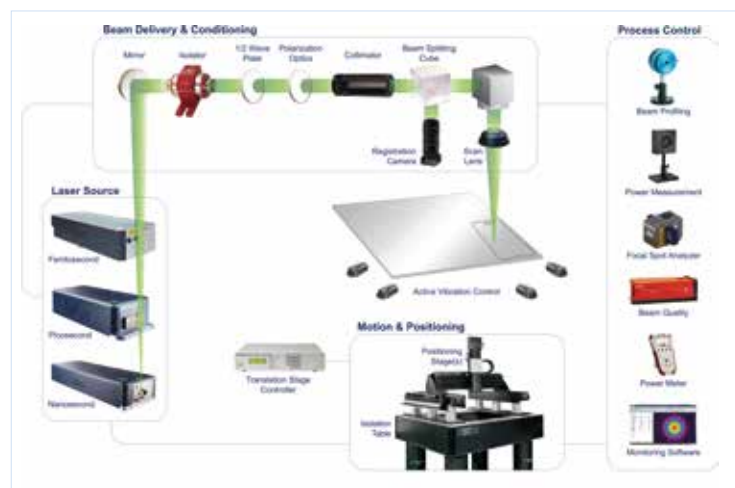 Beam Delivery & Conditioning
Mirror
Isolator
1/2 Wave
Plate
Polarization
Optics
Collimator
Beam Splitting
Cube
Registration
Camera
Scan
Lens
Laser Source
Femtosecond
Picosecond
Nanosecond
Active Vibration Control
Motion & Positioning
Translation Stage
Controller
Positioning
Stage(s)
Isolation
Table
Process Control
Beam Profiling
Power Measurement
Focal Spot Analyzer
Beam Quality
Power Meter
Monitoring Software